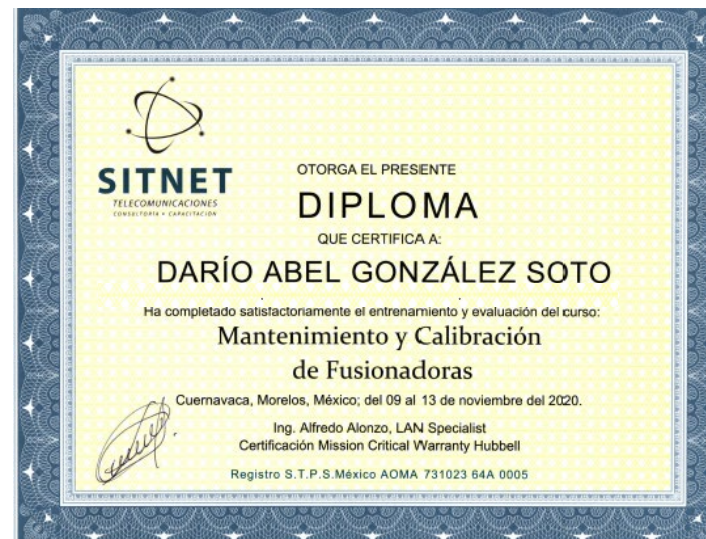 SITNET
TELECOMUNICACIONES
CONSULTORÍA + CAPACITACIÓN
OTORGA EL PRESENTE
DIPLOMA
QUE CERTIFICA A:
DARÍO ABEL GONZÁLEZ SOTO
Ha completado satisfactoriamente el entrenamiento y evaluación del curso:
Mantenimiento y Calibración
de Fusionadoras
Cuernavaca, Morelos, México; del 09 al 13 de noviembre del 2020.
Ing. Alfredo Alonzo, LAN Specialist
Certificación Mission Critical Warranty Hubbell
Registro S.T.P.S.México AOMA 731023 64A 0005